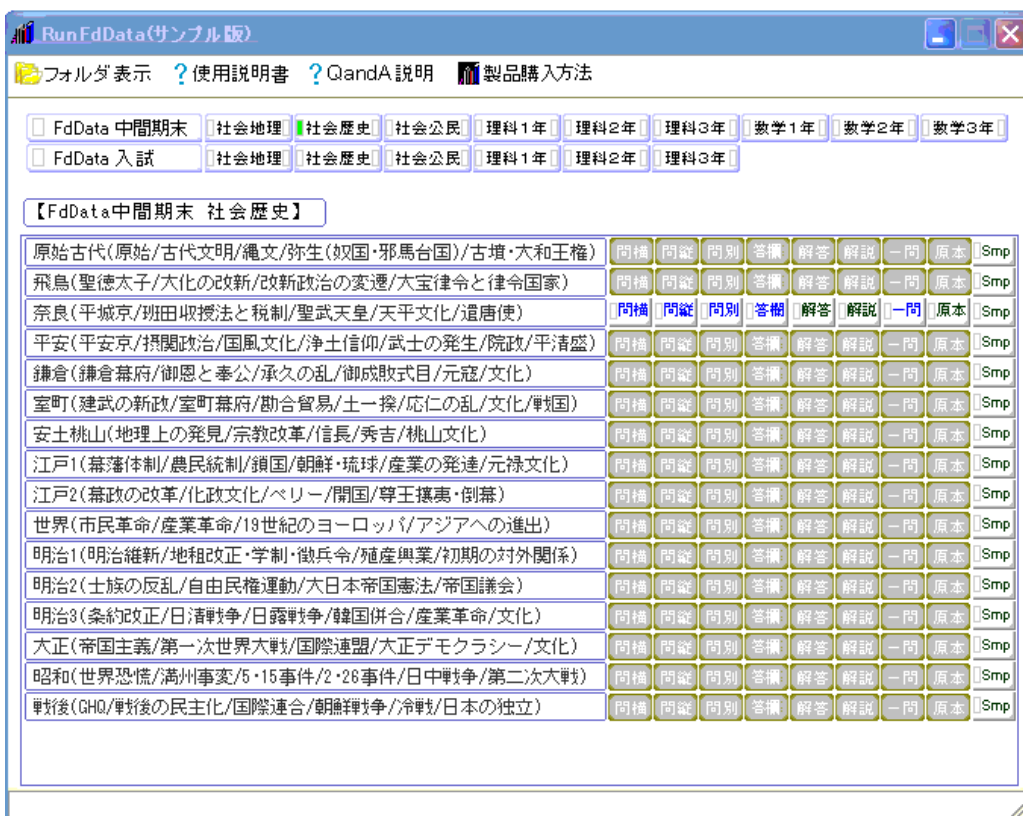 RunFdData(サンプル版)
フォルダ表示 ?使用説明書 ?QandA説明 製品購入方法
FdData 中間期末 社会地理 社会歴史 社会公民 理科1年 理科2年 理科3年 数学1年 数学2年 数学3年
FdData 入試 社会地理 社会歴史 社会公民 理科1年 理科2年 理科3年
【FdData中間期末 社会歴史】
原始古代(原始/古代文明/縄文/弥生(奴国・邪馬台国)/古墳・大和王権) 問横 問縦 問別 答欄 解答 解説 一問 原本 Smp
飛鳥(聖徳太子/大化の改新/改新政治の変遷/大宝律令と律令国家) 問横 問縦 問別 答欄 解答 解説 一問 原本 Smp
奈良(平城京/班田収授法と税制/聖武天皇/天平文化/遣唐使) 問横 問縦 問別 答欄 解答 解説 一問 原本 Smp
平安(平安京/摂関政治/国風文化/浄土信仰/武士の発生/院政/平清盛) 問横 問縦 問別 答欄 解答 解説 一問 原本 Smp
鎌倉(鎌倉幕府/御恩と奉公/承久の乱/御成敗式目/元寇/文化) 問横 問縦 問別 答欄 解答 解説 一問 原本 Smp
室町(建武の新政/室町幕府/勘合貿易/土一揆/応仁の乱/文化/戦国) 問横 問縦 問別 答欄 解答 解説 一問 原本 Smp
安土桃山(地理上の発見/宗教改革/信長/秀吉/桃山文化) 問横 問縦 問別 答欄 解答 解説 一問 原本 Smp
江戸1(幕藩体制/農民統制/鎖国/朝鮮・琉球/産業の発達/元禄文化) 問横 問縦 問別 答欄 解答 解説 一問 原本 Smp
江戸2(幕政の改革/化政文化/ペリー/開国/尊王攘夷・倒幕) 問横 問縦 問別 答欄 解答 解説 一問 原本 Smp
世界(市民革命/産業革命/19世紀のヨーロッパ/アジアへの進出) 問横 問縦 問別 答欄 解答 解説 一問 原本 Smp
明治1(明治維新/地租改正・学制・徴兵令/殖産興業/初期の対外関係) 問横 問縦 問別 答欄 解答 解説 一問 原本 Smp
明治2(士族の反乱/自由民権運動/大日本帝国憲法/帝国議会) 問横 問縦 問別 答欄 解答 解説 一問 原本 Smp
明治3(条約改正/日清戦争/日露戦争/韓国併合/産業革命/文化) 問横 問縦 問別 答欄 解答 解説 一問 原本 Smp
大正(帝国主義/第一次世界大戦/国際連盟/大正デモクラシー/文化) 問横 問縦 問別 答欄 解答 解説 一問 原本 Smp
昭和(世界恐慌/満州事変/5・15事件/2・26事件/日中戦争/第二次大戦) 問横 問縦 問別 答欄 解答 解説 一問 原本 Smp
戦後(GHQ/戦後の民主化/国際連合/朝鮮戦争/冷戦/日本の独立) 問横 問縦 問別 答欄 解答 解説 一問 原本 Smp